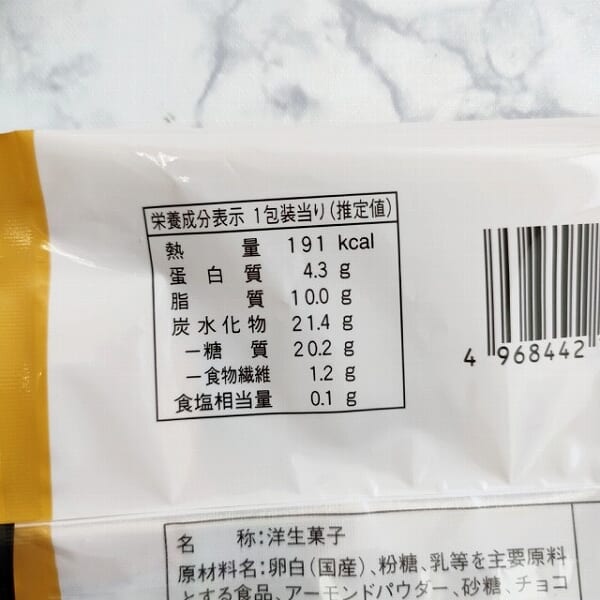 栄養成分表示 1包装当り(推定値)
熱量 191 kcal
蛋白質 4.3 g
脂質 10.0 g
炭水化物 21.4 g
－糖質 20.2 g
－食物繊維 1.2 g
食塩相当量 0.1 g
4 968442
名称:洋生菓子
原材料名:卵白(国産)、粉糖、乳等を主要原料
とする食品、アーモンドパウダー、砂糖、チョコ